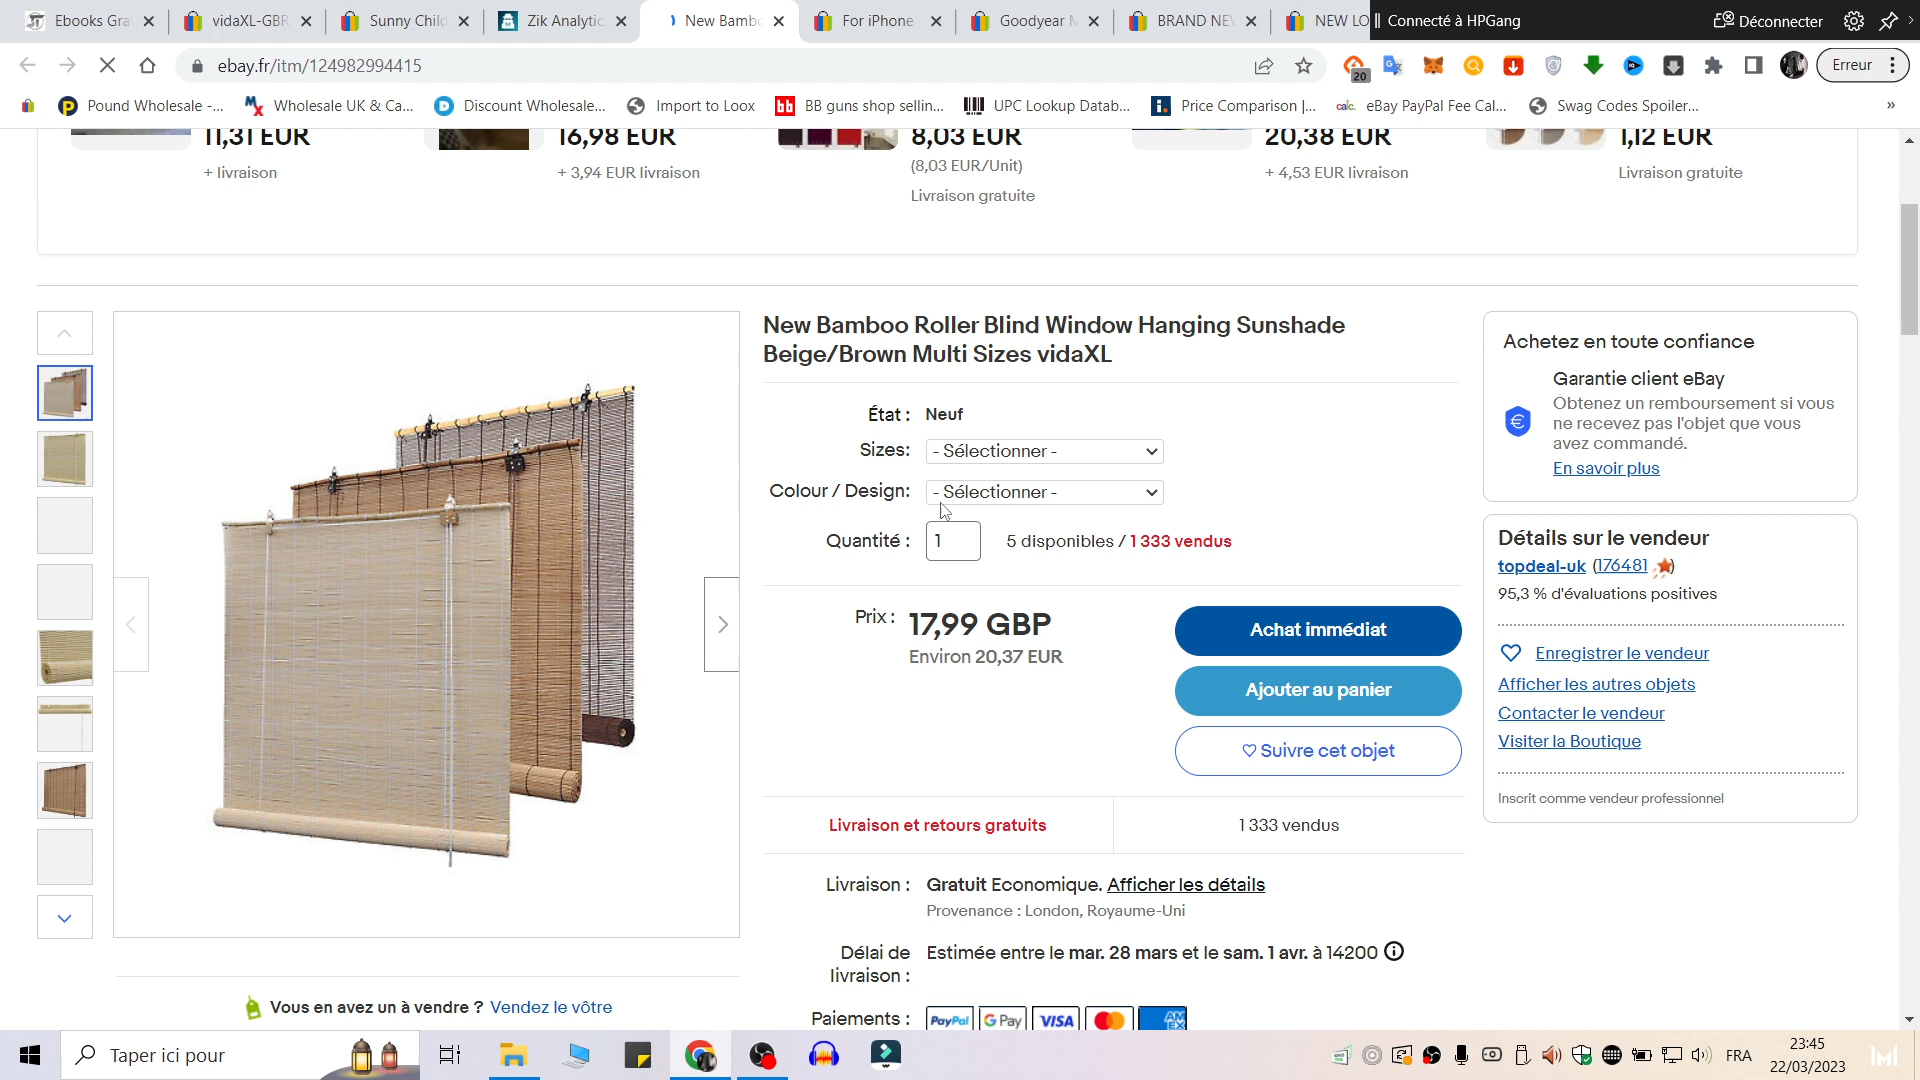 Ebooks Gra
vidaXL-GBR
Sunny Child
Zik Analytic
New Bambo
For iPhone
Goodyear M
BRAND NEW
NEW LO
Connecté à HPGang
Déconnecter
ebay.fr/itm/124982994415
20
Erreur
Pound Wholesale -...
Wholesale UK & Ca...
Discount Wholesale...
Import to Loox
bb BB guns shop sellin...
UPC Lookup Datab...
Price Comparison |...
calc. eBay PayPal Fee Cal...
Swag Codes Spoiler...
»
11,31 EUR
+ livraison
16,98 EUR
+ 3,94 EUR livraison
8,03 EUR
(8,03 EUR/Unit)
Livraison gratuite
20,38 EUR
+ 4,53 EUR livraison
1,12 EUR
Livraison gratuite
New Bamboo Roller Blind Window Hanging Sunshade
Beige/Brown Multi Sizes vidaXL
État : Neuf
Sizes: - Sélectionner -
Colour / Design: - Sélectionner -
Quantité : 1 5 disponibles / 1 333 vendus
Prix : 17,99 GBP
Environ 20,37 EUR
Achat immédiat
Ajouter au panier
Suivre cet objet
Livraison et retours gratuits
1 333 vendus
Livraison : Gratuit Economique. Afficher les détails
Provenance : London, Royaume-Uni
Délai de livraison : Estimée entre le mar. 28 mars et le sam. 1 avr. à 14200
Paiements : PayPal G Pay VISA AMEX
Achetez en toute confiance
Garantie client eBay
Obtenez un remboursement si vous
ne recevez pas l'objet que vous
avez commandé.
En savoir plus
Détails sur le vendeur
topdeal-uk (176481)
95,3 % d'évaluations positives
Enregistrer le vendeur
Afficher les autres objets
Contacter le vendeur
Visiter la Boutique
Inscrit comme vendeur professionnel
Vous en avez un à vendre ? Vendez le vôtre
Taper ici pour
FRA
23:45
22/03/2023